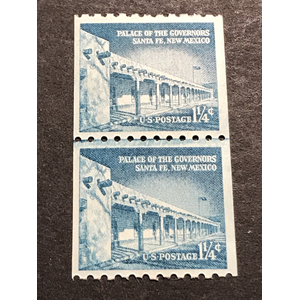 PALACE OF THE GOVERNORS
SANTA FE, NEW MEXICO
U·S·POSTAGE 1¼¢
PALACE OF THE GOVERNORS
SANTA FE, NEW MEXICO
U·S·POSTAGE 1¼¢